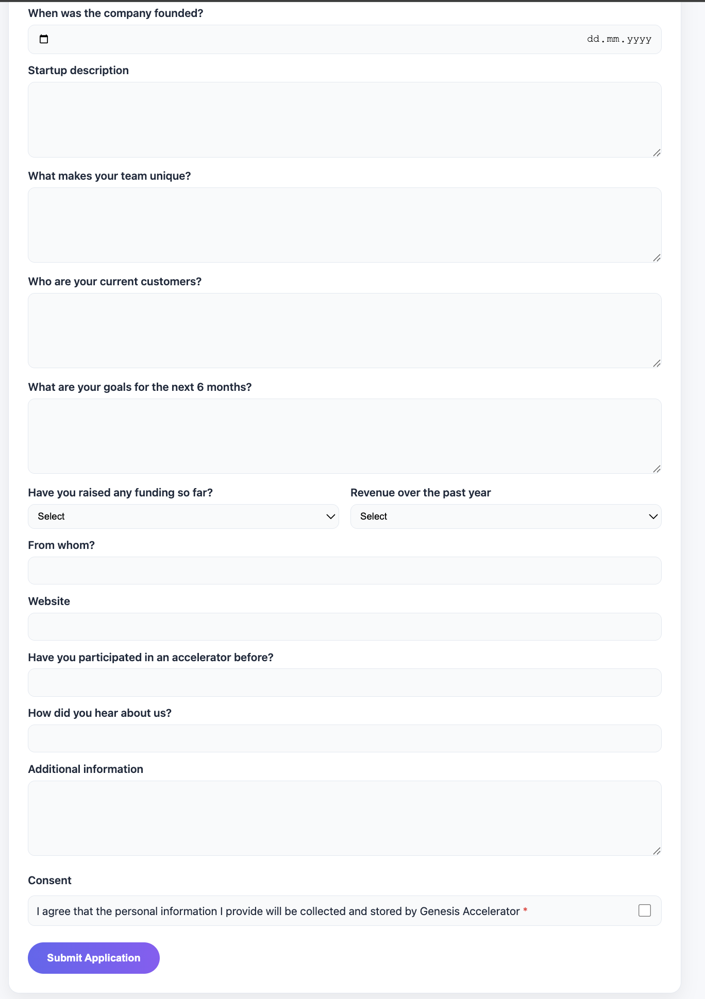 When was the company founded?
dd.mm.yyyy
Startup description
What makes your team unique?
Who are your current customers?
What are your goals for the next 6 months?
Have you raised any funding so far? Revenue over the past year
Select Select
From whom?
Website
Have you participated in an accelerator before?
How did you hear about us?
Additional information
Consent
I agree that the personal information I provide will be collected and stored by Genesis Accelerator *
Submit Application